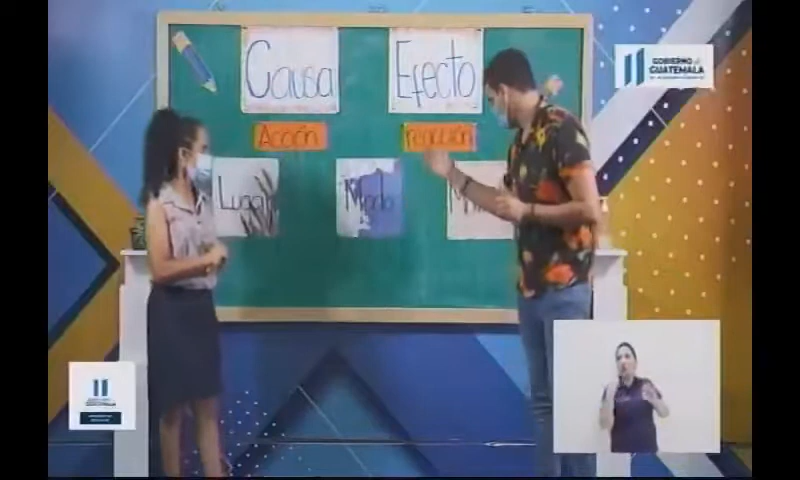 Causa
Efecto
Acción
reacción
Lugar
Modo
GOBIERNO de
GUATEMALA